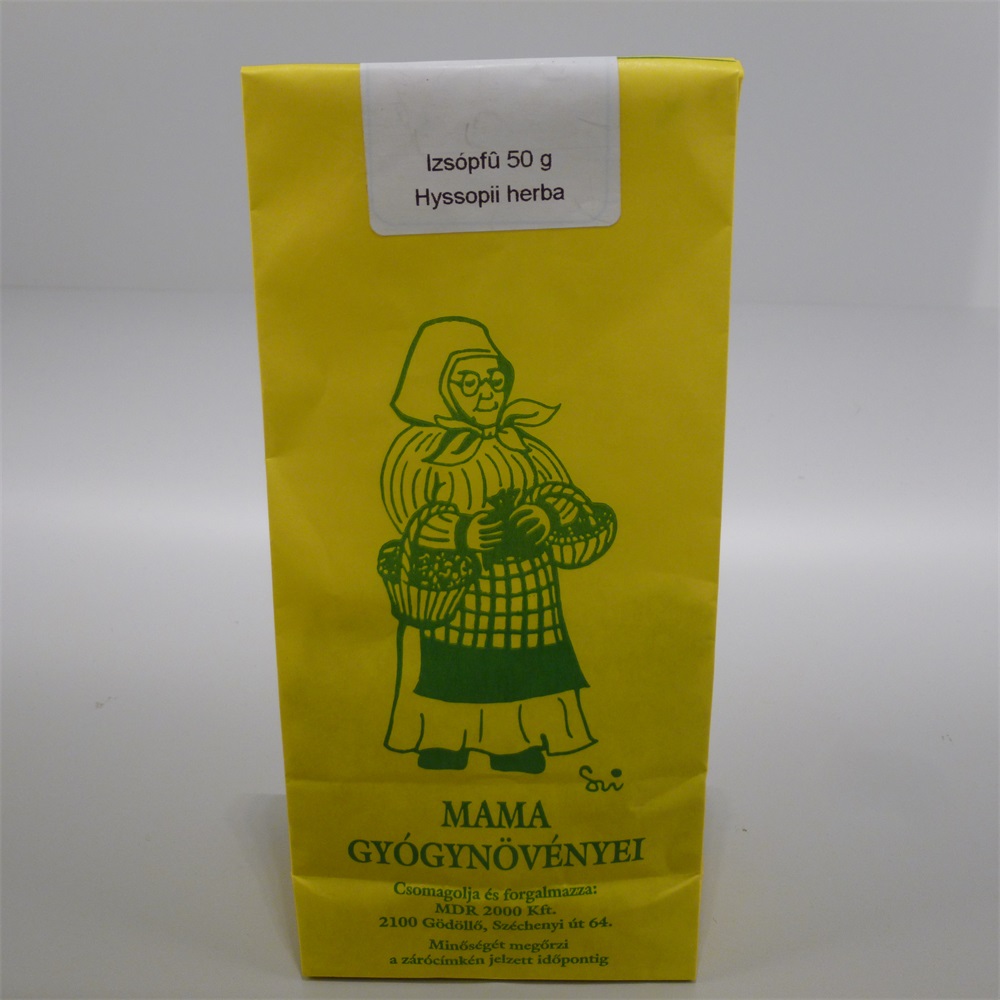 Izsópfû 50 g
Hyssopii herba
Sri
MAMA
GYÓGYNÖVÉNYEI
Csomagolja és forgalmazza:
MDR 2000 Kft.
2100 Gödöllő, Széchenyi út 64.
Minőségét megőrzi
a zárócímkén jelzett időpontig